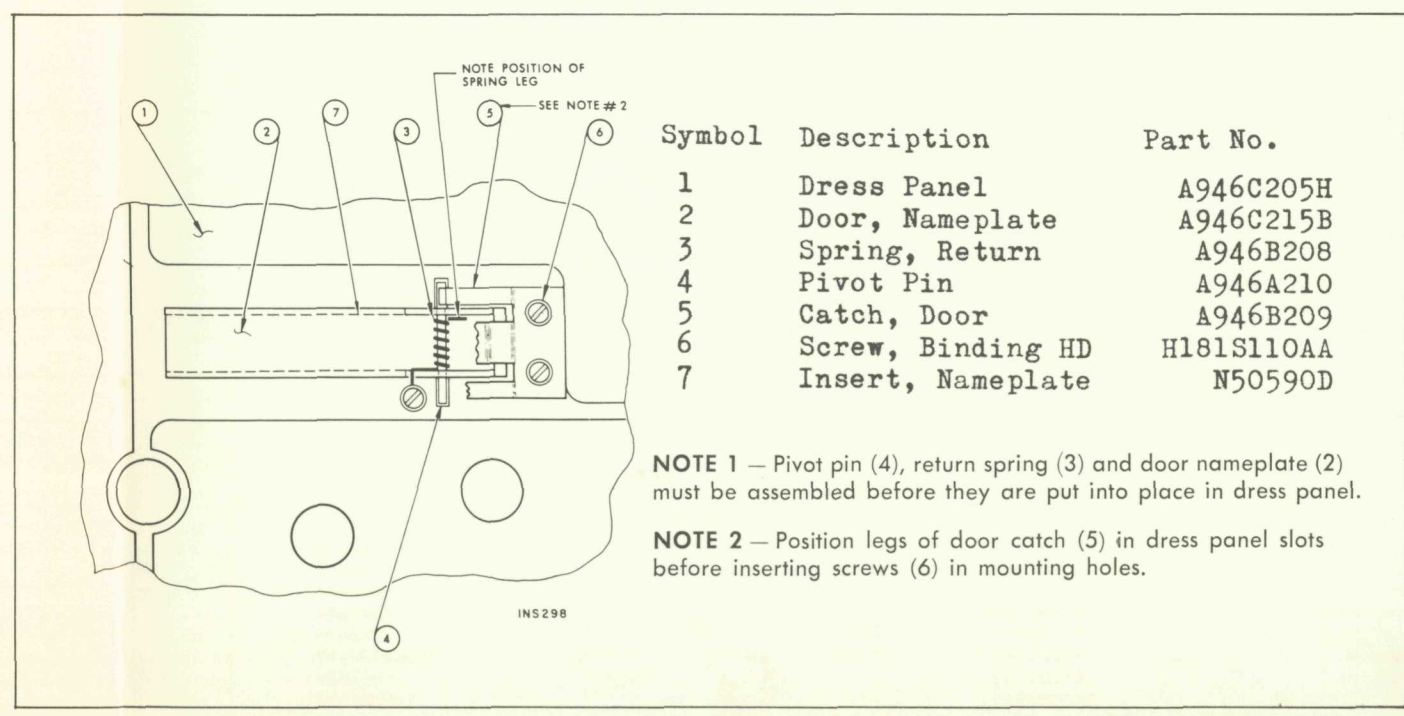 NOTE POSITION OF
SPRING LEG
1
2
7
3
5
SEE NOTE # 2
6
4
INS298
Symbol Description Part No.
1 Dress Panel A946C205H
2 Door, Nameplate A946C215B
3 Spring, Return A946B208
4 Pivot Pin A946A210
5 Catch, Door A946B209
6 Screw, Binding HD H181S110AA
7 Insert, Nameplate N50590D
NOTE 1 — Pivot pin (4), return spring (3) and door nameplate (2)
must be assembled before they are put into place in dress panel.
NOTE 2 — Position legs of door catch (5) in dress panel slots
before inserting screws (6) in mounting holes.